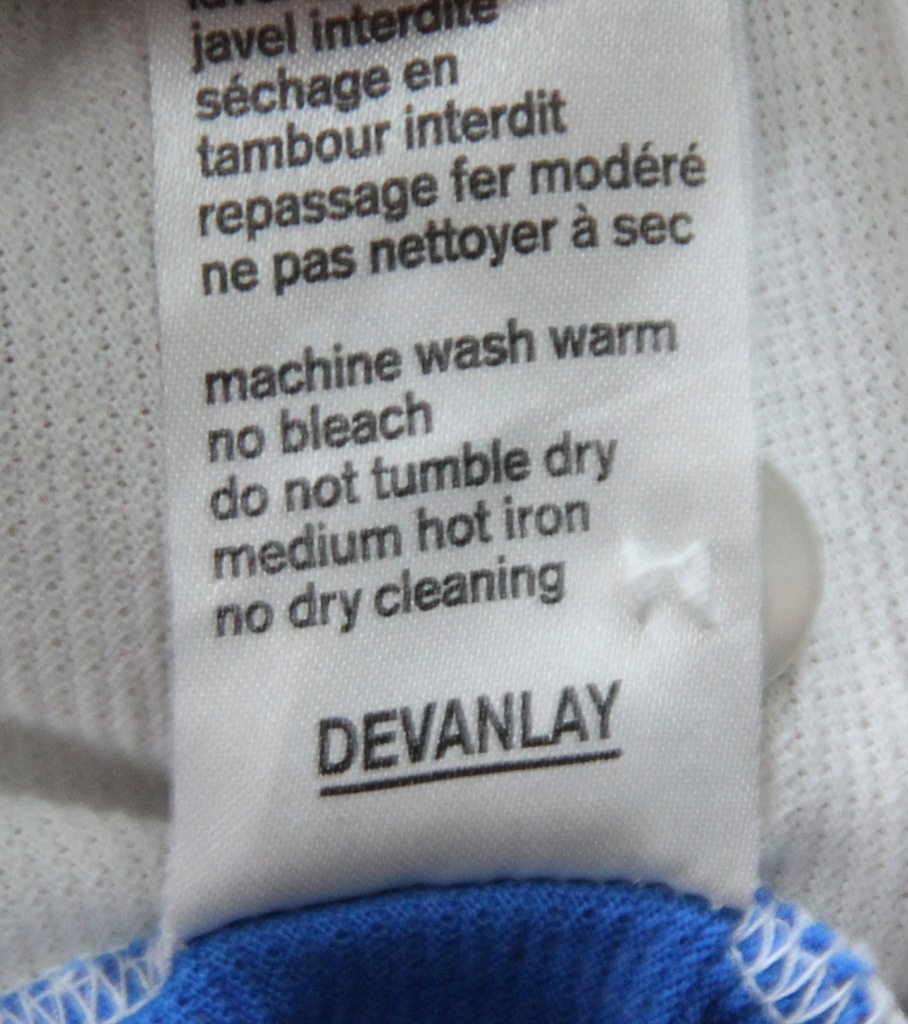 javel interdite
séchage en
tambour interdit
repassage fer modéré
ne pas nettoyer à sec
machine wash warm
no bleach
do not tumble dry
medium hot iron
no dry cleaning
DEVANLAY